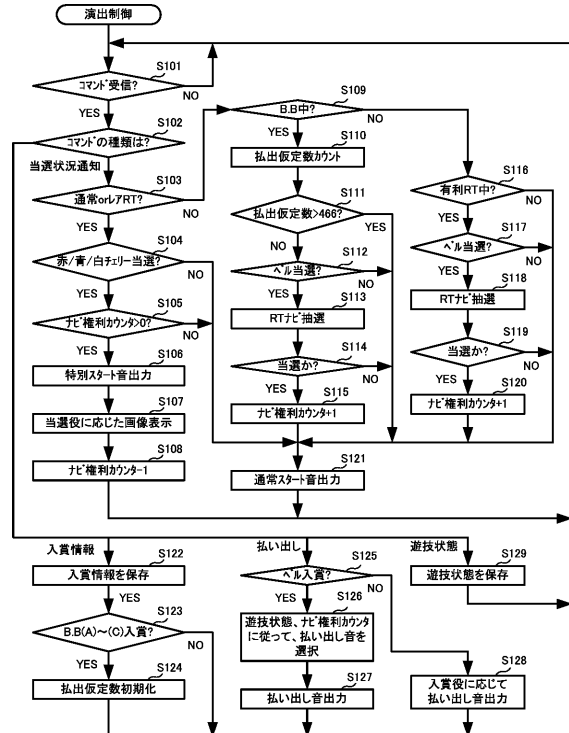 演出制御
S101
コマンド受信?
NO
YES
S102
コマンドの種類は?
当選状況通知
S103
通常orレアRT?
NO
YES
S104
赤/青/白チェリー当選?
NO
YES
S105
ナビ権利カウンタ>0?
NO
YES
S106
特別スタート音出力
S107
当選役に応じた画像表示
S108
ナビ権利カウンター1
S109
B.B中?
NO
YES
S110
払出仮定数カウント
S111
払出仮定数>466?
YES
NO
S112
ベル当選?
NO
YES
S113
RTナビ抽選
S114
当選か?
NO
YES
S115
ナビ権利カウンタ+1
S116
有利RT中?
NO
YES
S117
ベル当選?
NO
YES
S118
RTナビ抽選
S119
当選か?
NO
YES
S120
ナビ権利カウンタ+1
S121
通常スタート音出力
入賞情報
S122
入賞情報を保存
YES
S123
B.B(A)～(C)入賞?
NO
YES
S124
払出仮定数初期化
払い出し
S125
ベル入賞?
NO
YES
S126
遊技状態、ナビ権利カウンタ
に従って、払い出し音を
選択
S127
払い出し音出力
S128
入賞役に応じて
払い出し音出力
遊技状態
S129
遊技状態を保存